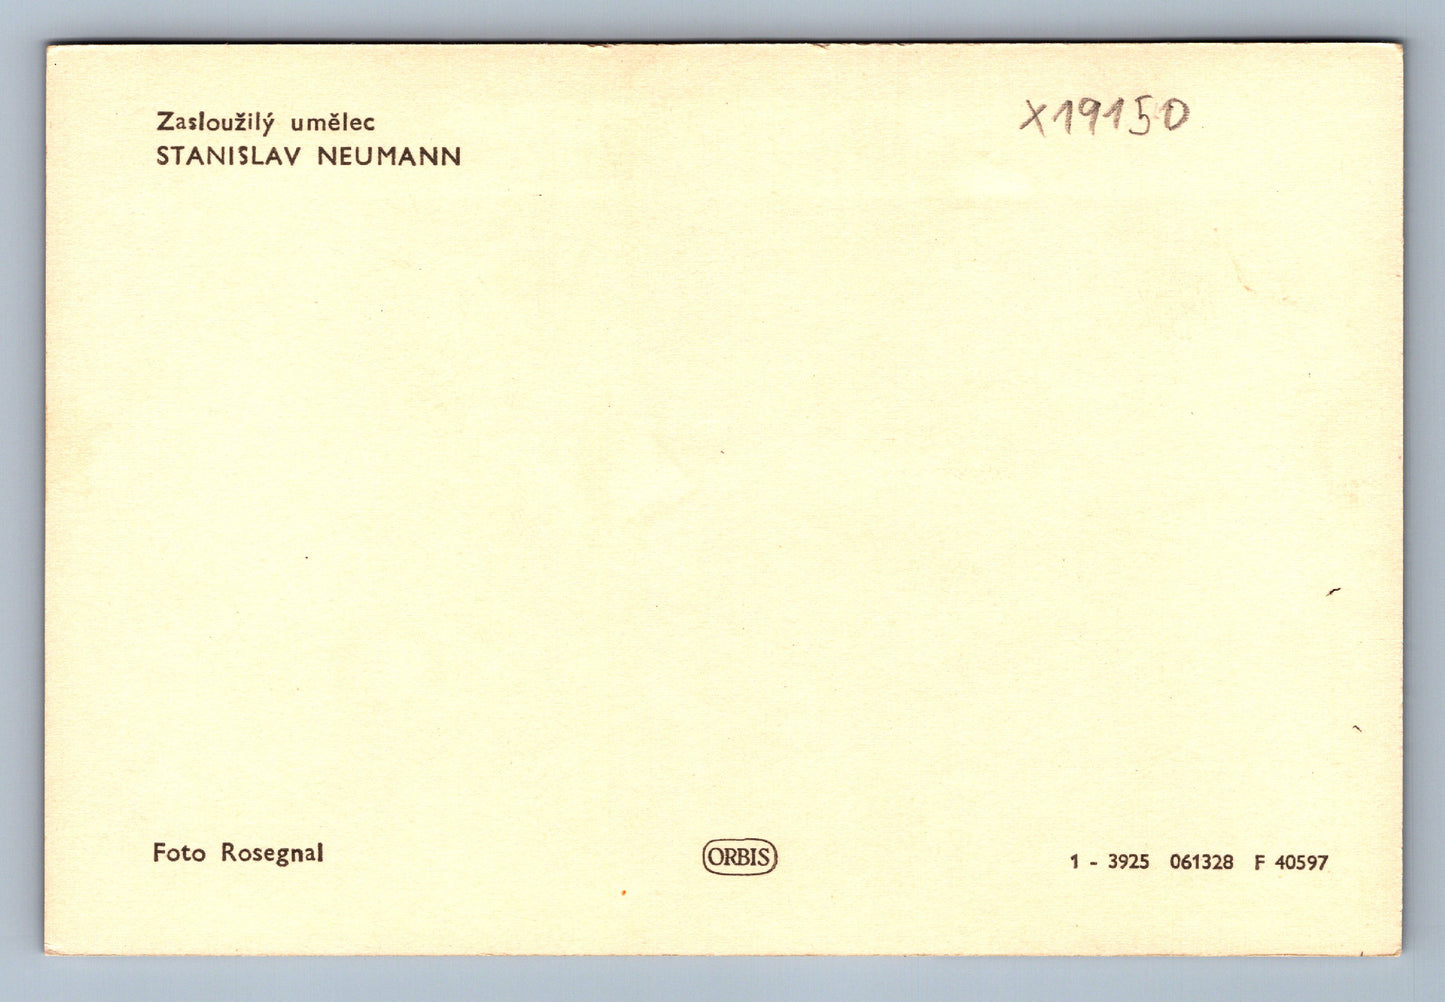 Zasloužilý umělec
STANISLAV NEUMANN
X19150
Foto Rosegnal
ORBIS
1 - 3925 061328 F 40597